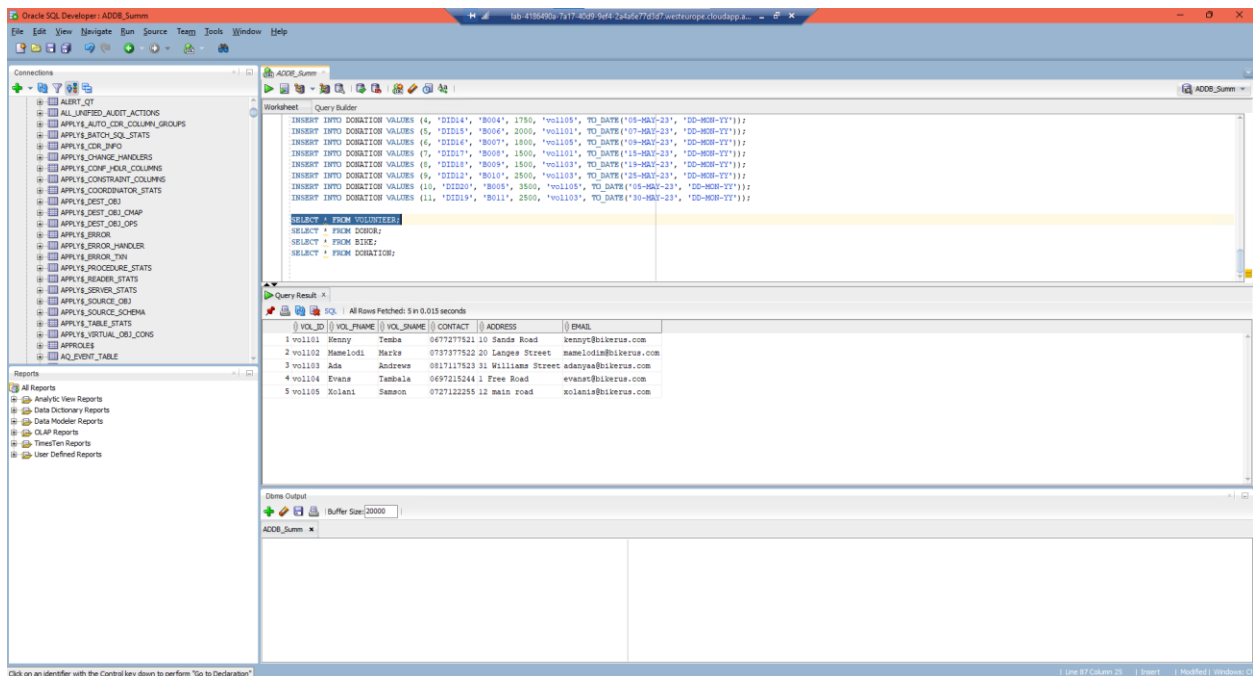 Oracle SQL Developer : ADDB_Summ
lab-4186490a-7a17-40d9-9ef4-2a4a6e77d3d7.westeurope.cloudapp.a...
File Edit View Navigate Run Source Team Tools Window Help
Connections
ALERT_QT
ALL_UNIFIED_AUDIT_ACTIONS
APPLY$_AUTO_CDR_COLUMN_GROUPS
APPLY$_BATCH_SQL_STATS
APPLY$_CDR_INFO
APPLY$_CHANGE_HANDLERS
APPLY$_CONF_HDLR_COLUMNS
APPLY$_CONSTRAINT_COLUMNS
APPLY$_COORDINATOR_STATS
APPLY$_DEST_OBJ
APPLY$_DEST_OBJ_CMAP
APPLY$_DEST_OBJ_OPS
APPLY$_ERROR
APPLY$_ERROR_HANDLER
APPLY$_ERROR_TXN
APPLY$_PROCEDURE_STATS
APPLY$_READER_STATS
APPLY$_SERVER_STATS
APPLY$_SOURCE_OBJ
APPLY$_SOURCE_SCHEMA
APPLY$_TABLE_STATS
APPLY$_VIRTUAL_OBJ_CONS
APPROLE$
AQ_EVENT_TABLE
Reports
All Reports
Analytic View Reports
Data Dictionary Reports
Data Modeler Reports
OLAP Reports
TimesTen Reports
User Defined Reports
ADDB_Summ
ADDB_Summ
Worksheet Query Builder
INSERT INTO DONATION VALUES (4, 'DID14', 'B004', 1750, 'vol105', TO_DATE('05-MAY-23', 'DD-MON-YY'));
INSERT INTO DONATION VALUES (5, 'DID15', 'B006', 2000, 'vol101', TO_DATE('07-MAY-23', 'DD-MON-YY'));
INSERT INTO DONATION VALUES (6, 'DID16', 'B007', 1800, 'vol105', TO_DATE('09-MAY-23', 'DD-MON-YY'));
INSERT INTO DONATION VALUES (7, 'DID17', 'B008', 1500, 'vol101', TO_DATE('15-MAY-23', 'DD-MON-YY'));
INSERT INTO DONATION VALUES (8, 'DID18', 'B009', 1500, 'vol103', TO_DATE('19-MAY-23', 'DD-MON-YY'));
INSERT INTO DONATION VALUES (9, 'DID12', 'B010', 2500, 'vol103', TO_DATE('25-MAY-23', 'DD-MON-YY'));
INSERT INTO DONATION VALUES (10, 'DID20', 'B005', 3500, 'vol105', TO_DATE('05-MAY-23', 'DD-MON-YY'));
INSERT INTO DONATION VALUES (11, 'DID19', 'B011', 2500, 'vol103', TO_DATE('30-MAY-23', 'DD-MON-YY'));
SELECT * FROM VOLUNTEER;
SELECT * FROM DONOR;
SELECT * FROM BIKE;
SELECT * FROM DONATION;
Query Result
SQL | All Rows Fetched: 5 in 0.015 seconds
VOL_ID VOL_FNAME VOL_SNAME CONTACT ADDRESS EMAIL
1 vol101 Kenny Temba 0677277521 10 Sands Road kennyt@bikerus.com
2 vol102 Mamelodi Marks 0737377522 20 Langes Street mamelodim@bikerus.com
3 vol103 Ada Andrews 0817117523 31 Williams Street adanyaa@bikerus.com
4 vol104 Evans Tambala 0697215244 1 Free Road evanst@bikerus.com
5 vol105 Xolani Samson 0727122255 12 main road xolanis@bikerus.com
Dbms Output
Buffer Size: 20000
ADDB_Summ
Click on an identifier with the Control key down to perform "Go to Declaration"
Line 87 Column 25 | Insert | Modified | Windows: C